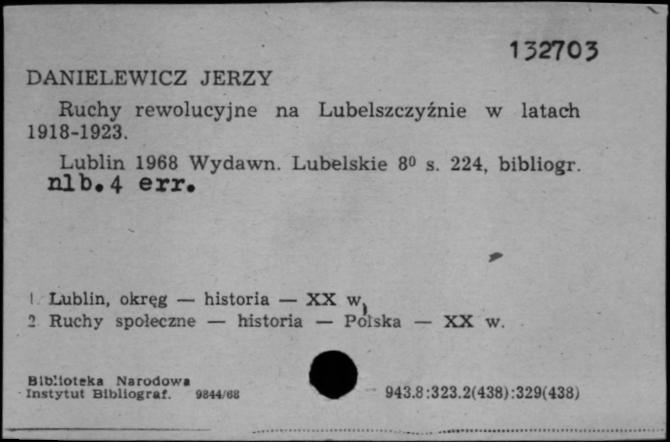 132703
DANIELEWICZ JERZY
Ruchy rewolucyjne na Lubelszczyźnie w latach
1918-1923.
Lublin 1968 Wydawn. Lubelskie 8⁰ s. 224, bibliogr.
nlb. 4 err.
1. Lublin, okręg — historia — XX w.
2 Ruchy społeczne — historia — Polska — XX w.
Biblioteka Narodowa
Instytut Bibliograf. 9844/68
943.8:323.2(438):329(438)